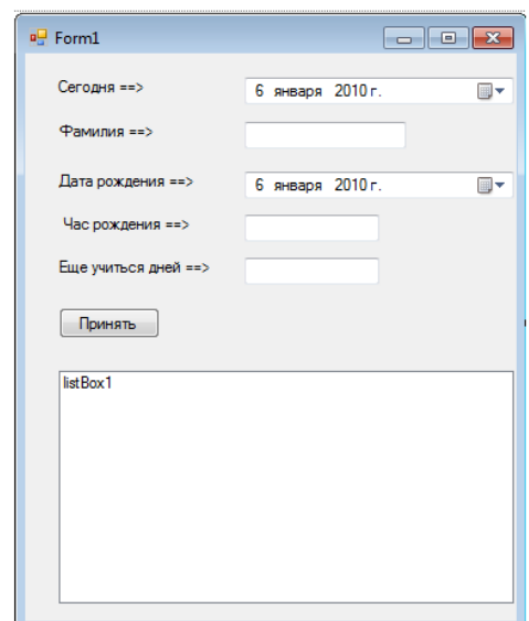 Form1
Сегодня ==> 6 января 2010 г.
Фамилия ==>
Дата рождения ==> 6 января 2010 г.
Час рождения ==>
Еще учиться дней ==>
Принять
listBox1